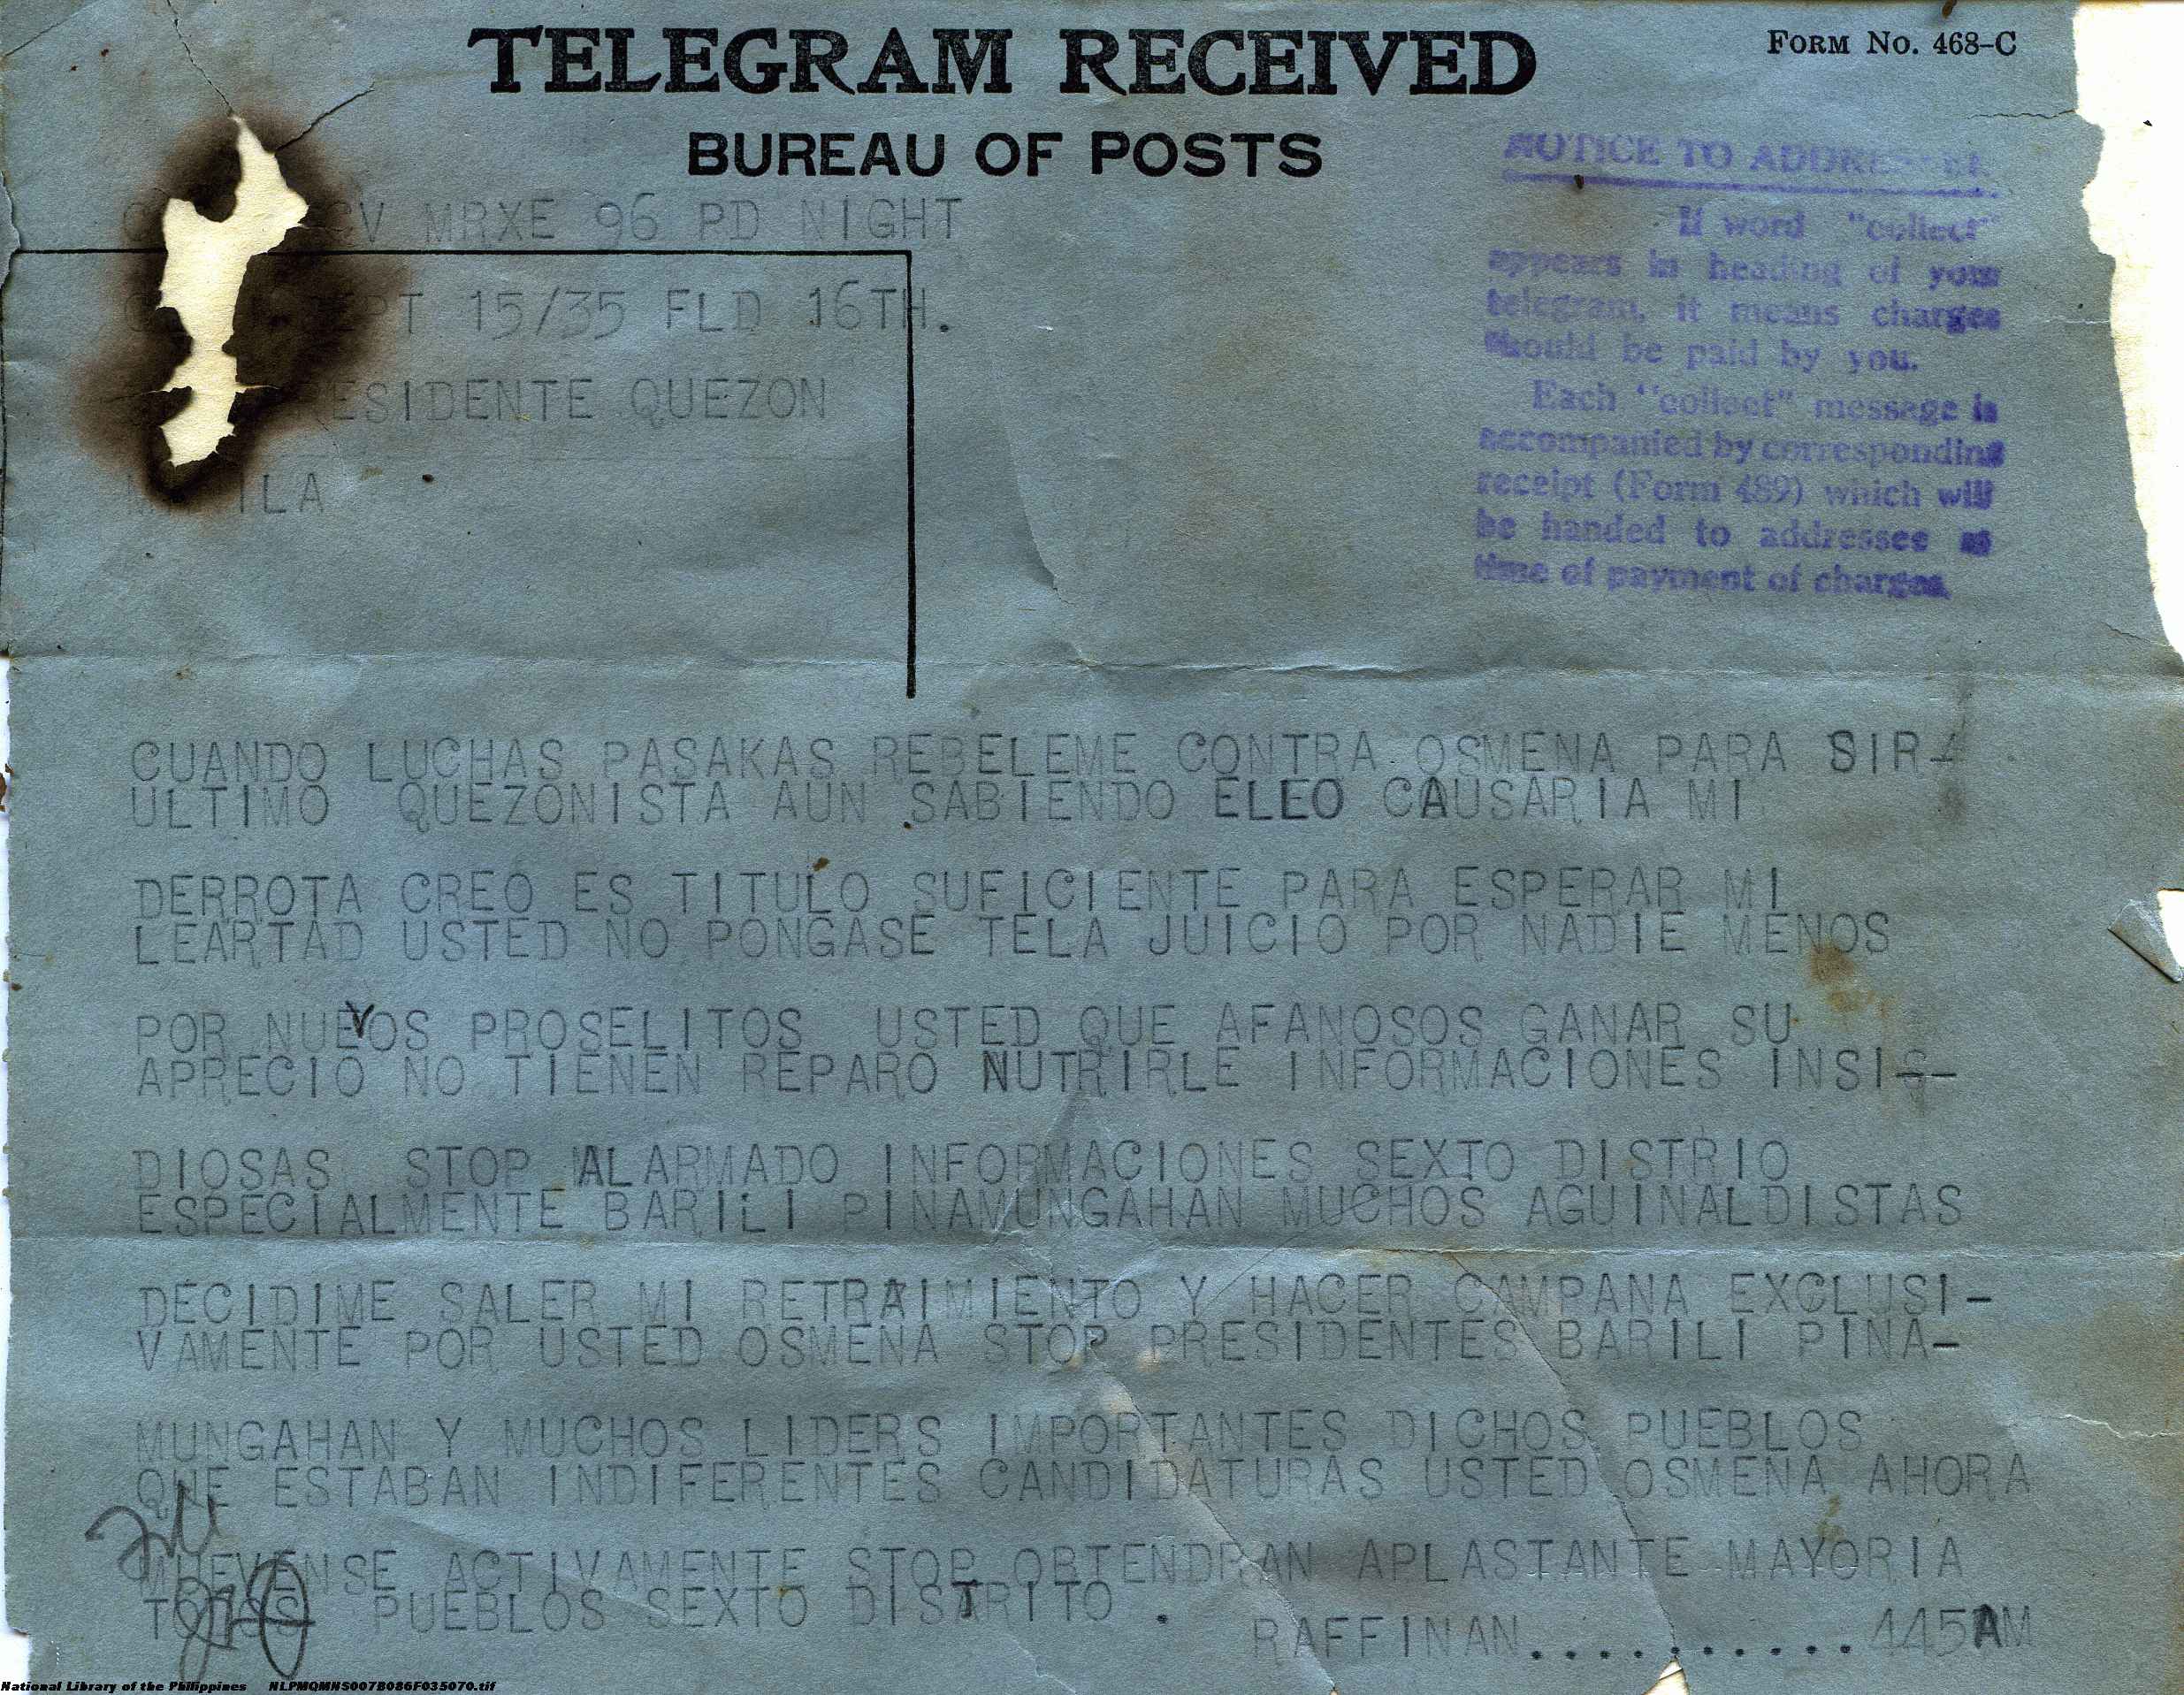 TELEGRAM RECEIVED
FORM NO. 468-C
BUREAU OF POSTS
CV MRXE 96 PD NIGHT
SEPT 15/35 FLD 16TH.
RESIDENTE QUEZON
M ILA
NOTICE TO ADDRESSEE
If word "collect"
appears in heading of your
telegram, it means charges
should be paid by you.
Each "collect" message is
accompanied by corresponding
receipt (Form 489) which will
be handed to addressee at
time of payment of charges.
CUANDO LUCHAS PASAKAS REBELEME CONTRA OSMENA PARA SIR-
ULTIMO QUEZONISTA AUN SABIENDO ELEO CAUSARIA MI
DERROTA CREO ES TITULO SUFICIENTE PARA ESPERAR MI
LEARTAD USTED NO PONGASE TELA JUICIO POR NADIE MENOS
POR NUEVOS PROSELITOS USTED QUE AFANOSOS GANAR SU
APRECIO NO TIENEN REPARO NUTRIRLE INFORMACIONES INSIS-
DIOSAS STOP ALARMADO INFORMACIONES SEXTO DISTRIO
ESPECIALMENTE BARILI PINAMUNGAHAN MUCHOS AGUINALDISTAS
DECIDIME SALER MI RETRAIMIENTO Y HACER CAMPANA EXCLUSI-
VAMENTE POR USTED OSMENA STOP PRESIDENTES BARILI PINA-
MUNGAHAN Y MUCHOS LIDERS IMPORTANTES DICHOS PUEBLOS
QUE ESTABAN INDIFERENTES CANDIDATURAS USTED OSMENA AHORA
MUEVENSE ACTIVAMENTE STOP OBTENDRAN APLASTANTE MAYORIA
TODOS PUEBLOS SEXTO DISTRITO .
RAFFINAN..........445AM
National Library of the Philippines NLPMQMNS007B086F035070.tif